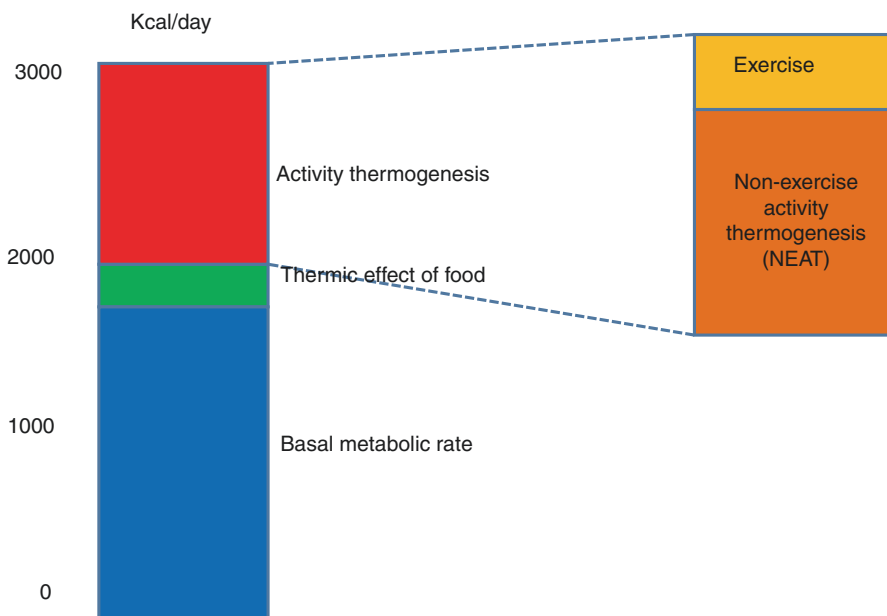 Kcal/day
3000
2000
1000
0
Activity thermogenesis
Thermic effect of food
Basal metabolic rate
Exercise
Non-exercise
activity
thermogenesis
(NEAT)